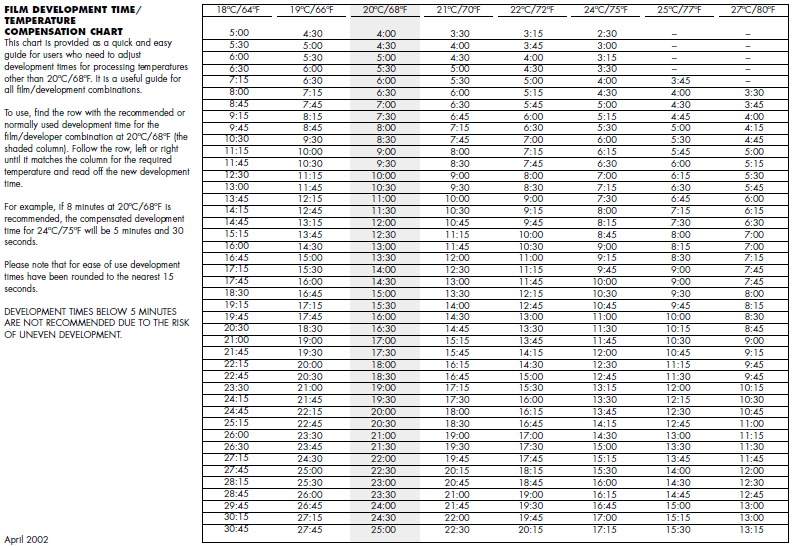 FILM DEVELOPMENT TIME/
TEMPERATURE
COMPENSATION CHART
This chart is provided as a quick and easy
guide for users who need to adjust
development times for processing temperatures
other than 20ºC/68ºF. It is a useful guide for
all film/development combinations.
To use, find the row with the recommended or
normally used development time for the
film/developer combination at 20ºC/68ºF (the
shaded column). Follow the row, left or right
until it matches the column for the required
temperature and read off the new development
time.
For example, if 8 minutes at 20ºC/68ºF is
recommended, the compensated development
time for 24ºC/75ºF will be 5 minutes and 30
seconds.
Please note that for ease of use development
times have been rounded to the nearest 15
seconds.
DEVELOPMENT TIMES BELOW 5 MINUTES
ARE NOT RECOMMENDED DUE TO THE RISK
OF UNEVEN DEVELOPMENT.
April 2002
18ºC/64ºF 19ºC/66ºF 20ºC/68ºF 21ºC/70ºF 22ºC/72ºF 24ºC/75ºF 25ºC/77ºF 27ºC/80ºF
5:00 4:30 4:00 3:30 3:15 2:30 – –
5:30 5:00 4:30 4:00 3:45 3:00 – –
6:00 5:30 5:00 4:30 4:00 3:15 – –
6:30 6:00 5:30 5:00 4:30 3:30 – –
7:15 6:30 6:00 5:30 5:00 4:00 3:45 –
8:00 7:15 6:30 6:00 5:15 4:30 4:00 3:30
8:45 7:45 7:00 6:30 5:45 5:00 4:30 3:45
9:15 8:15 7:30 6:45 6:00 5:15 4:45 4:00
9:45 8:45 8:00 7:15 6:30 5:30 5:00 4:15
10:30 9:30 8:30 7:45 7:00 6:00 5:30 4:45
11:15 10:00 9:00 8:00 7:15 6:15 5:45 5:00
11:45 10:30 9:30 8:30 7:45 6:30 6:00 5:15
12:30 11:15 10:00 9:00 8:00 7:00 6:15 5:30
13:00 11:45 10:30 9:30 8:30 7:15 6:30 5:45
13:45 12:15 11:00 10:00 9:00 7:30 6:45 6:00
14:15 12:45 11:30 10:30 9:15 8:00 7:15 6:15
14:45 13:15 12:00 10:45 9:45 8:15 7:30 6:30
15:15 13:45 12:30 11:15 10:00 8:45 8:00 7:00
16:00 14:30 13:00 11:45 10:30 9:00 8:15 7:00
16:45 15:00 13:30 12:00 11:00 9:15 8:30 7:15
17:15 15:30 14:00 12:30 11:15 9:45 9:00 7:45
17:45 16:00 14:30 13:00 11:45 10:00 9:00 7:45
18:30 16:45 15:00 13:30 12:15 10:30 9:30 8:00
19:15 17:15 15:30 14:00 12:45 10:45 9:45 8:15
19:45 17:45 16:00 14:30 13:00 11:00 10:00 8:30
20:30 18:30 16:30 14:45 13:30 11:30 10:15 8:45
21:00 19:00 17:00 15:15 13:45 11:45 10:30 9:00
21:45 19:30 17:30 15:45 14:15 12:00 10:45 9:15
22:15 20:00 18:00 16:15 14:30 12:30 11:15 9:45
22:45 20:30 18:30 16:45 15:00 12:45 11:30 9:45
23:30 21:00 19:00 17:15 15:30 13:15 12:00 10:15
24:15 21:45 19:30 17:30 16:00 13:30 12:15 10:30
24:45 22:15 20:00 18:00 16:15 13:45 12:30 10:45
25:15 22:45 20:30 18:30 16:45 14:15 12:45 11:00
26:00 23:30 21:00 19:00 17:00 14:30 13:00 11:15
26:30 23:45 21:30 19:30 17:30 15:00 13:30 11:30
27:15 24:30 22:00 19:45 17:45 15:15 13:45 11:45
27:45 25:00 22:30 20:15 18:15 15:30 14:00 12:00
28:15 25:30 23:00 20:45 18:45 16:00 14:30 12:30
28:45 26:00 23:30 21:00 19:00 16:15 14:45 12:45
29:45 26:45 24:00 21:45 19:30 16:45 15:00 13:00
30:15 27:15 24:30 22:00 19:45 17:00 15:15 13:00
30:45 27:45 25:00 22:30 20:15 17:15 15:30 13:15